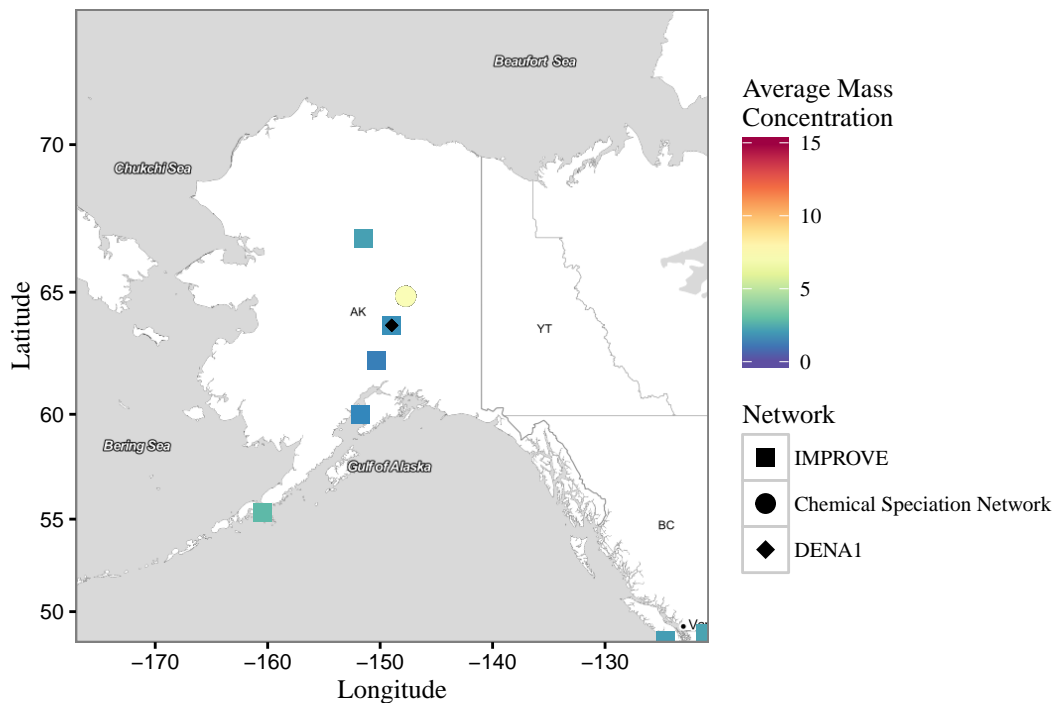 Beaufort Sea
Chukchi Sea
AK
YT
Bering Sea
Gulf of Alaska
BC
70
65
60
55
50
Latitude
−170
−160
−150
−140
−130
Longitude
Average Mass
Concentration
15
10
5
0
Network
IMPROVE
Chemical Speciation Network
DENA1